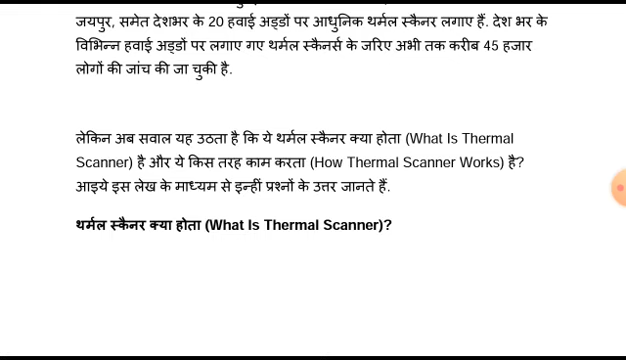 जयपुर, समेत देशभर के 20 हवाई अड्डों पर आधुनिक थर्मल स्कैनर लगाए हैं. देश भर के
विभिन्न हवाई अड्डों पर लगाए गए थर्मल स्कैनर्स के जरिए अभी तक करीब 45 हजार
लोगों की जांच की जा चुकी है.
लेकिन अब सवाल यह उठता है कि ये थर्मल स्कैनर क्या होता (What Is Thermal
Scanner) है और ये किस तरह काम करता (How Thermal Scanner Works) है?
आइये इस लेख के माध्यम से इन्हीं प्रश्नों के उत्तर जानते हैं.
थर्मल स्कैनर क्या होता (What Is Thermal Scanner)?